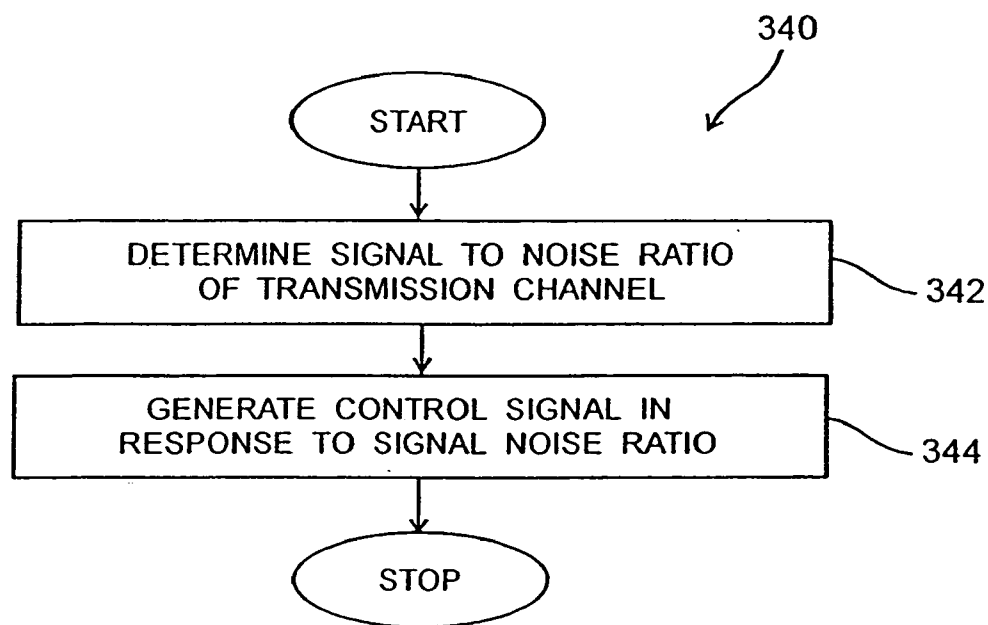 340
START
DETERMINE SIGNAL TO NOISE RATIO
OF TRANSMISSION CHANNEL
342
GENERATE CONTROL SIGNAL IN
RESPONSE TO SIGNAL NOISE RATIO
344
STOP